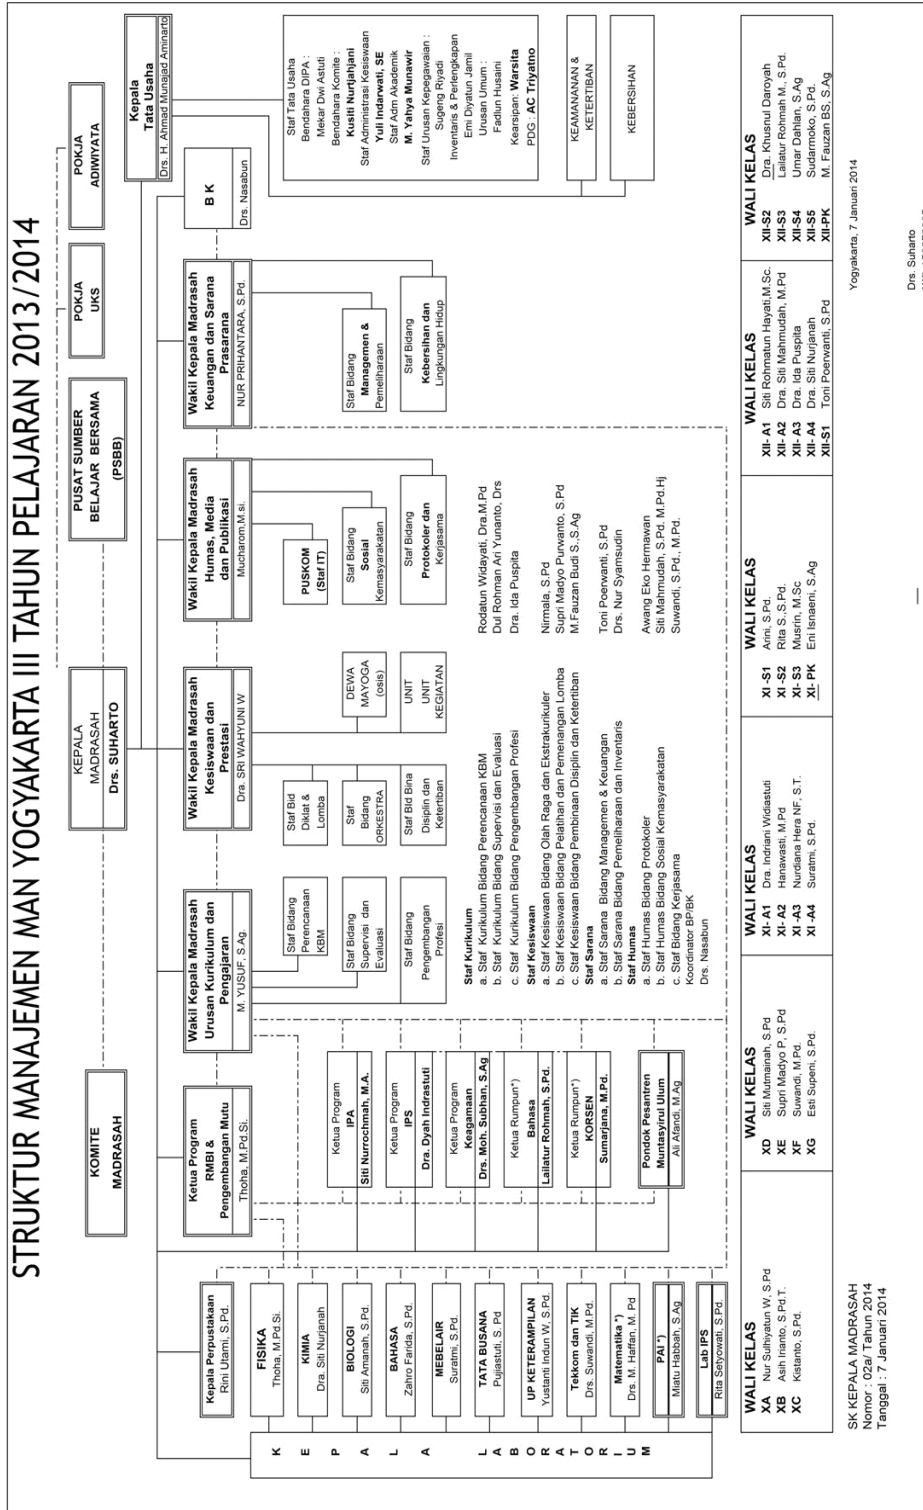 STRUKTUR MANAJEMEN MAN YOGYAKARTA III TAHUN PELAJARAN 2013/2014
KOMITE
MADRASAH
KEPALA
MADRASAH
Drs. SUHARTO
PUSAT SUMBER
BELAJAR BERSAMA
(PSBB)
POKJA
UKS
POKJA
ADIWIYATA
Kepala
Tata Usaha
Drs. H. Ahmad Munajad Aminarto
Ketua Program
RMBI &
Pengembangan Mutu
Thoha, M.Pd.Si.
Wakil Kepala Madrasah
Urusan Kurikulum dan
Pengajaran
M. YUSUF, S.Ag.
Wakil Kepala Madrasah
Kesiswaan dan
Prestasi
Dra. SRI WAHYUNI W
Wakil Kepala Madrasah
Humas, Media
dan Publikasi
Mucharom,M.si.
Wakil Kepala Madrasah
Keuangan dan Sarana
Prasarana
NUR PRIHANTARA, S.Pd.
B K
Drs. Nasabun
Staf Tata Usaha
Bendahara DIPA :
Mekar Dwi Astuti
Bendahara Komite :
Kusiti Nurtjahjani
Staf Administrasi Kesiswaan
Yuli Indarwati, SE
Staf Adm Akademik
M. Yahya Munawir
Staf Urusan Kepegawaian :
Sugeng Riyadi
Inventaris & Perlengkapan
Emi Diyatun Jamil
Urusan Umum :
Fadlun Husaini
Kearsipan: Warsita
PDG : AC Triyatno
KEAMANANAN &
KETERTIBAN
KEBERSIHAN
Staf Bidang
Perencanaan
KBM
Staf Bidang
Supervisi dan
Evaluasi
Staf Bidang
Pengembangan
Profesi
Staf Bid
Diklat &
Lomba
Staf
Bidang
ORKESTRA
Staf BId Bina
Disiplin dan
Ketertiban
DEWA
MAYOGA
(osis)
UNIT
UNIT
KEGIATAN
PUSKOM
(Staf IT)
Staf Bidang
Sosial
Kemasyarakatan
Staf Bidang
Protokoler dan
Kerjasama
Staf Bidang
Managemen &
Pemeliharaan
Staf Bidang
Kebersihan dan
Lingkungan Hidup
Ketua Program
IPA
Siti Nurrochmah, M.A.
Ketua Program
IPS
Dra. Dyah Indrastuti
Ketua Program
Keagamaan
Drs. Moh. Subhan, S.Ag
Ketua Rumpun*)
Bahasa
Lailatur Rohmah, S.Pd.
Ketua Rumpun*)
KORSEN
Sumarjana, M.Pd.
Pondok Pesantren
Muntasyirul Ulum
Ali Afandi, M.Ag
KEPALA LABORATORIUM
Kepala Perpustakaan
Rini Utami, S.Pd.
FISIKA
Thoha, M.Pd.Si.
KIMIA
Dra. Siti Nurjanah
BIOLOGI
Siti Amanah, S.Pd.
BAHASA
Zahro Farida, S.Pd.
MEBELAIR
Suratmi, S.Pd.
TATA BUSANA
Pujiastuti, S.Pd
UP KETERAMPILAN
Yustanti Indun W, S.Pd.
Tekkom dan TIK
Drs. Suwandi, M.Pd.
Matematika *)
Drs. M. Haffan, M. Pd
PAI *)
Miatu Habbah, S.Ag
Lab IPS
Rita Setyowati, S.Pd.
Staf Kurikulum
a. Staf Kurikulum Bidang Perencanaan KBM Rodatun Widayati, Dra.M.Pd
b. Staf Kurikulum Bidang Supervisi dan Evaluasi Dul Rohman Ari Yunanto, Drs
c. Staf Kurikulum Bidang Pengembangan Profesi Dra. Ida Puspita
Staf Kesiswaan
a. Staf Kesiswaan Bidang Olah Raga dan Ekstrakurikuler Nirmala, S.Pd
b. Staf Kesiswaan Bidang Pelatihan dan Pemenangan Lomba Supri Madyo Purwanto, S.Pd
c. Staf Kesiswaan Bidang Pembinaan Disiplin dan Ketertiban M.Fauzan Budi S.,S.Ag
Staf Sarana
a. Staf Sarana Bidang Management & Keuangan Toni Poerwanti, S.Pd
b. Staf Sarana Bidang Pemeliharaan dan Inventaris Drs. Nur Syamsudin
Staf Humas
a. Staf Humas Bidang Protokoler Awang Eko Hermawan
b. Staf Humas Bidang Sosial Kemasyarakatan Siti Mahmudah, S.Pd. M.Pd.Hj
c. Staf Bidang Kerjasama Suwandi, S.Pd., M.Pd.
Koordinator BP/BK
Drs. Nasabun
WALI KELAS
XA Nur Sulhiyatun W, S.Pd
XB Asih Irianto, S.Pd.T.
XC Kistanto, S.Pd.
WALI KELAS
XD Siti Mutmainah, S.Pd
XE Supri Madyo P, S.Pd
XF Suwandi, M.Pd.
XG Esti Supeni, S.Pd.
WALI KELAS
XI- A1 Dra. Indriani Widiastuti
XI -A2 Hanawasti, M.Pd
XI -A3 Nurdiana Hera NF, S.T.
XI -A4 Suratmi, S.Pd.
WALI KELAS
XI -S1 Arini, S.Pd.
XI -S2 Rita S.,S.Pd.
XI- S3 Musrin, M.Sc
XI- PK Eni Isnaeni, S.Ag
WALI KELAS
XII- A1 Siti Rohmatun Hayati,M.Sc.
XII- A2 Dra. Siti Mahmudah, M.Pd
XII- A3 Dra. Ida Puspita
XII- A4 Dra. Siti Nurjanah
XII-S1 Toni Poerwanti, S.Pd
WALI KELAS
XII-S2 Dra. Khusnul Daroyah
XII-S3 Lailatur Rohmah M., S.Pd.
XII-S4 Umar Dahlan, S.Ag
XII-S5 Sudarmoko, S.Pd.
XII-PK M. Fauzan BS, S.Ag
SK KEPALA MADRASAH
Nomor : 02a/ Tahun 2014
Tanggal : 7 Januari 2014
Yogyakarta, 7 Januari 2014
Drs. Suharto